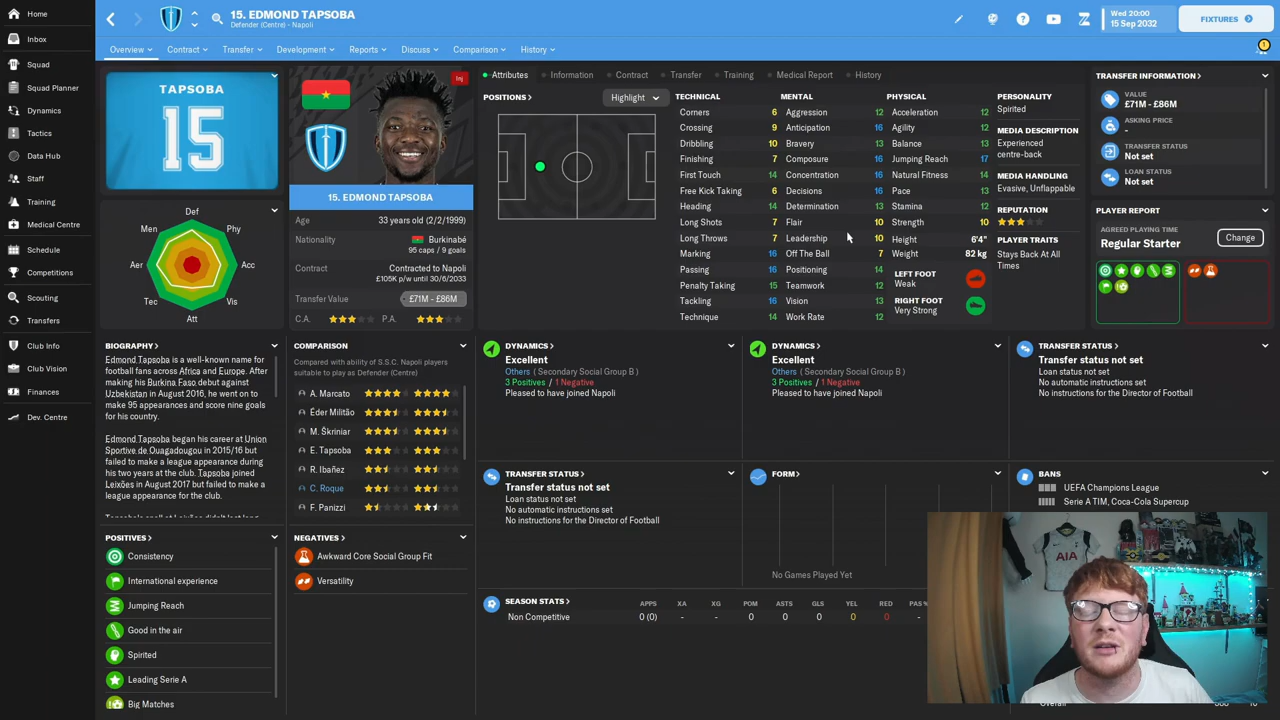 Home
Inbox
Squad
Squad Planner
Dynamics
Tactics
Data Hub
Staff
Training
Medical Centre
Schedule
Competitions
Scouting
Transfers
Club Info
Club Vision
Finances
Dev. Centre
15. EDMOND TAPSOBA
Defender (Centre) - Napoli
Wed 20:00
15 Sep 2032
FIXTURES
Overview Contract Transfer Development Reports Discuss Comparison History
1
TAPSOBA
15
Def
Phy
Acc
Vis
Att
Tec
Aer
Men
Inj
15. EDMOND TAPSOBA
Age 33 years old (2/2/1999)
Nationality Burkinabé
95 caps / 9 goals
Contract Contracted to Napoli
£105K p/w until 30/6/2033
Transfer Value £71M - £86M
C.A. P.A.
Attributes Information Contract Transfer Training Medical Report History
POSITIONS
Highlight
TECHNICAL
Corners 6
Crossing 9
Dribbling 10
Finishing 7
First Touch 14
Free Kick Taking 6
Heading 14
Long Shots 7
Long Throws 7
Marking 16
Passing 16
Penalty Taking 15
Tackling 16
Technique 14
MENTAL
Aggression 12
Anticipation 16
Bravery 13
Composure 16
Concentration 14
Decisions 16
Determination 13
Flair 10
Leadership 10
Off The Ball 7
Positioning 14
Teamwork 12
Vision 13
Work Rate 12
PHYSICAL
Acceleration 12
Agility 12
Balance 13
Jumping Reach 17
Natural Fitness 14
Pace 13
Stamina 12
Strength 10
Height 6'4"
Weight 82 kg
LEFT FOOT
Weak
RIGHT FOOT
Very Strong
PERSONALITY
Spirited
MEDIA DESCRIPTION
Experienced
centre-back
MEDIA HANDLING
Evasive, Unflappable
REPUTATION
PLAYER TRAITS
Stays Back At All
Times
TRANSFER INFORMATION
VALUE
£71M - £86M
ASKING PRICE
-
TRANSFER STATUS
Not set
LOAN STATUS
Not set
PLAYER REPORT
AGREED PLAYING TIME
Regular Starter
Change
BIOGRAPHY
Edmond Tapsoba is a well-known name for
football fans across Africa and Europe. After
making his Burkina Faso debut against
Uzbekistan in August 2016, he went on to
make 95 appearances and score nine goals
for his country.
Edmond Tapsoba began his career at Union
Sportive de Ouagadougou in 2015/16 but
failed to make a league appearance during
his two years at the club. Tapsoba joined
Leixões in August 2017 but failed to make a
league appearance for the club.
COMPARISON
Compared with ability of S.S.C. Napoli players
suitable to play as Defender (Centre)
A. Marcato
Éder Militão
M. Škriniar
E. Tapsoba
R. Ibañez
C. Roque
F. Panizzi
DYNAMICS
Excellent
Others ( Secondary Social Group B )
3 Positives / 1 Negative
Pleased to have joined Napoli
DYNAMICS
Excellent
Others ( Secondary Social Group B )
3 Positives / 1 Negative
Pleased to have joined Napoli
TRANSFER STATUS
Transfer status not set
Loan status not set
No automatic instructions set
No instructions for the Director of Football
TRANSFER STATUS
Transfer status not set
Loan status not set
No automatic instructions set
No instructions for the Director of Football
FORM
No Games Played Yet
BANS
UEFA Champions League
Serie A TIM, Coca-Cola Supercup
POSITIVES
Consistency
International experience
Jumping Reach
Good in the air
Spirited
Leading Serie A
Big Matches
NEGATIVES
Awkward Core Social Group Fit
Versatility
SEASON STATS APPS XA XG POM ASTS GLS YEL RED PAS%
Non Competitive 0 (0) - - 0 0 0 0 0 -
AIA